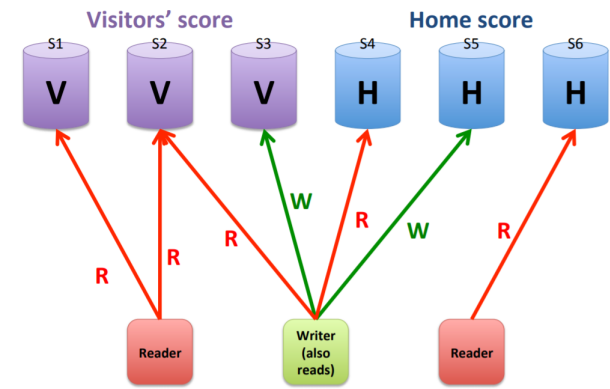 Visitors’ score Home score
S1 S2 S3 S4 S5 S6
V V V H H H
W
R R R R W R
Reader
Writer
(also
reads)
Reader